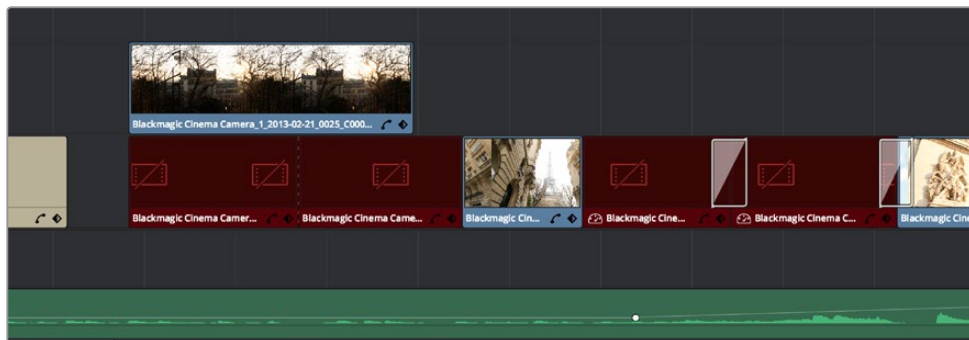 Blackmagic Cinema Camera_1_2013-02-21_0025_C000...
Blackmagic Cinema Camer...
Blackmagic Cinema Came...
Blackmagic Cin...
Blackmagic Cine...
Blackmagic Cinema C...
Blackmagic Cine